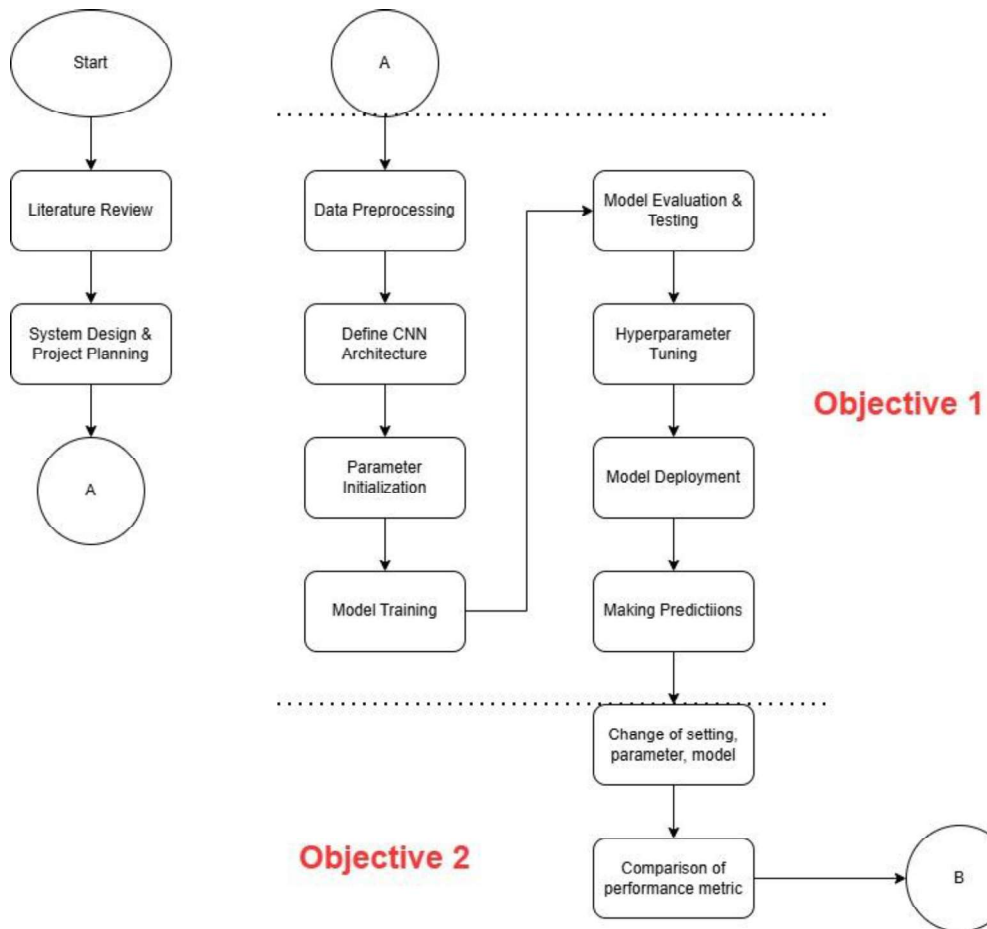 Start
Literature Review
System Design &
Project Planning
A
A
Data Preprocessing
Define CNN
Architecture
Parameter
Initialization
Model Training
Model Evaluation &
Testing
Hyperparameter
Tuning
Model Deployment
Making Predictiions
Objective 1
Change of setting,
parameter, model
Objective 2
Comparison of
performance metric
B